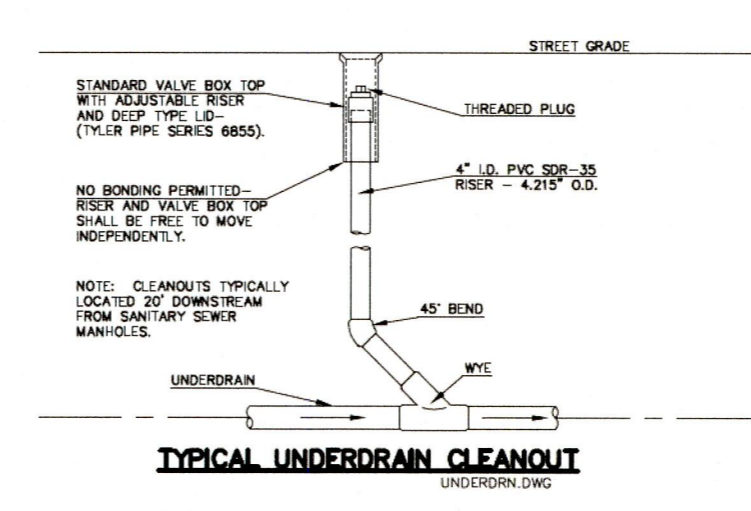 STREET GRADE
STANDARD VALVE BOX TOP
WITH ADJUSTABLE RISER
AND DEEP TYPE LID-
(TYLER PIPE SERIES 6855).
THREADED PLUG
4" I.D. PVC SDR-35
RISER - 4.215" O.D.
NO BONDING PERMITTED-
RISER AND VALVE BOX TOP
SHALL BE FREE TO MOVE
INDEPENDENTLY.
NOTE: CLEANOUTS TYPICALLY
LOCATED 20' DOWNSTREAM
FROM SANITARY SEWER
MANHOLES.
45° BEND
WYE
UNDERDRAIN
TYPICAL UNDERDRAIN CLEANOUT
UNDERDRN.DWG